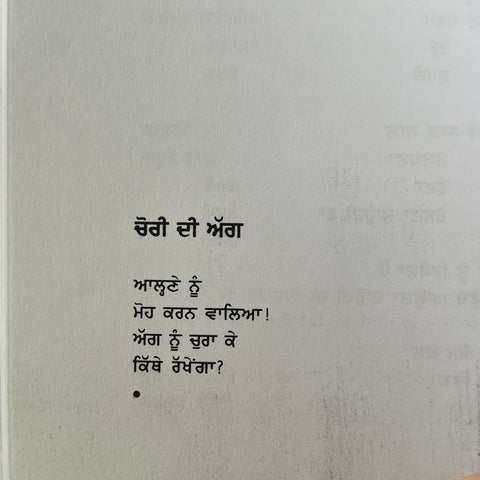 ਚੋਰੀ ਦੀ ਅੱਗ
ਆਲ੍ਹਣੇ ਨੂੰ
ਮੋਹ ਕਰਨ ਵਾਲਿਆ!
ਅੱਗ ਨੂੰ ਚੁਰਾ ਕੇ
ਕਿੱਥੇ ਰੱਖੇਂਗਾ?